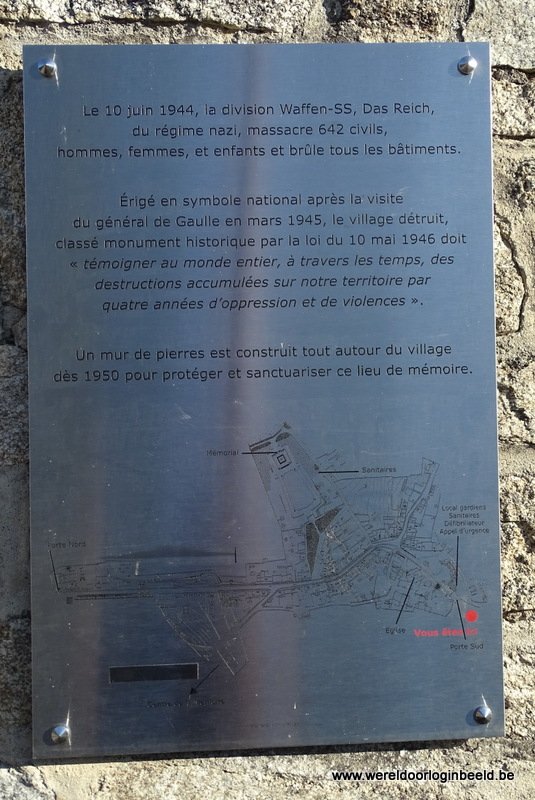 Le 10 juin 1944, la division Waffen-SS, Das Reich,
du régime nazi, massacre 642 civils,
hommes, femmes, et enfants et brûle tous les bâtiments.
Érigé en symbole national après la visite
du général de Gaulle en mars 1945, le village détruit,
classé monument historique par la loi du 10 mai 1946 doit
« témoigner au monde entier, à travers les temps, des
destructions accumulées sur notre territoire par
quatre années d'oppression et de violences ».
Un mur de pierres est construit tout autour du village
dès 1950 pour protéger et sanctuariser ce lieu de mémoire.
Mémorial
Sanitaires
Local gardiens
Sanitaires
Défibrillateur
Appel d'urgence
Porte Nord
Eglise
Vous êtes ici
Porte Sud
www.wereldoorloginbeeld.be